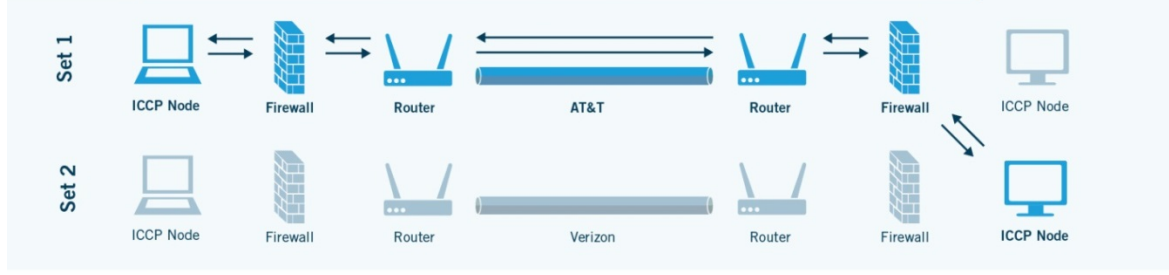 Set 1
ICCP Node
Firewall
Router
AT&T
Router
Firewall
ICCP Node
Set 2
ICCP Node
Firewall
Router
Verizon
Router
Firewall
ICCP Node